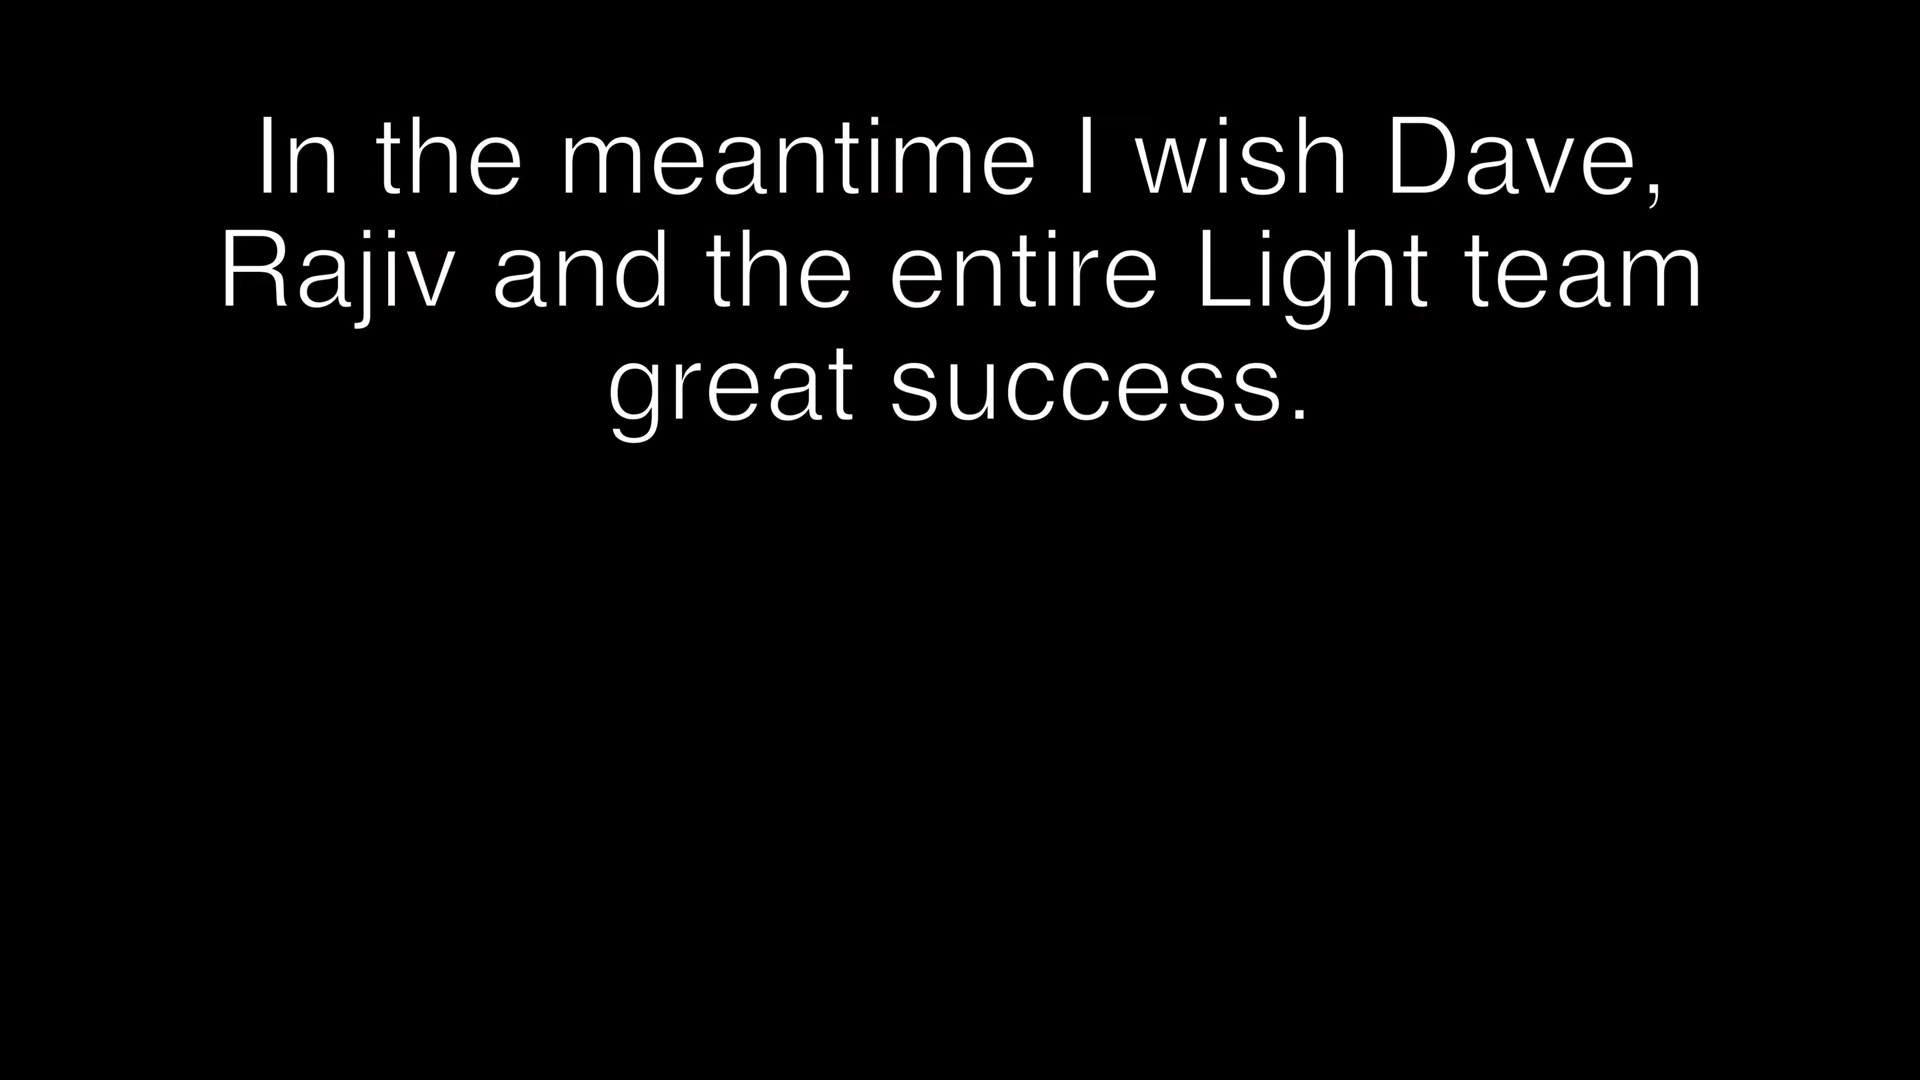 In the meantime I wish Dave,
Rajiv and the entire Light team
great success.